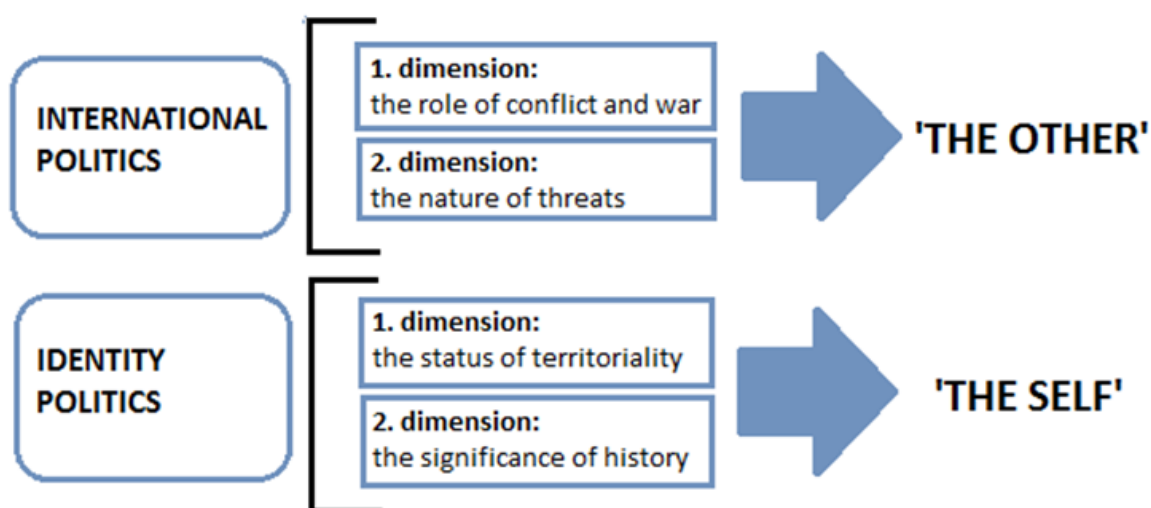 INTERNATIONAL
POLITICS
1. dimension:
the role of conflict and war
2. dimension:
the nature of threats
'THE OTHER'
IDENTITY
POLITICS
1. dimension:
the status of territoriality
2. dimension:
the significance of history
'THE SELF'